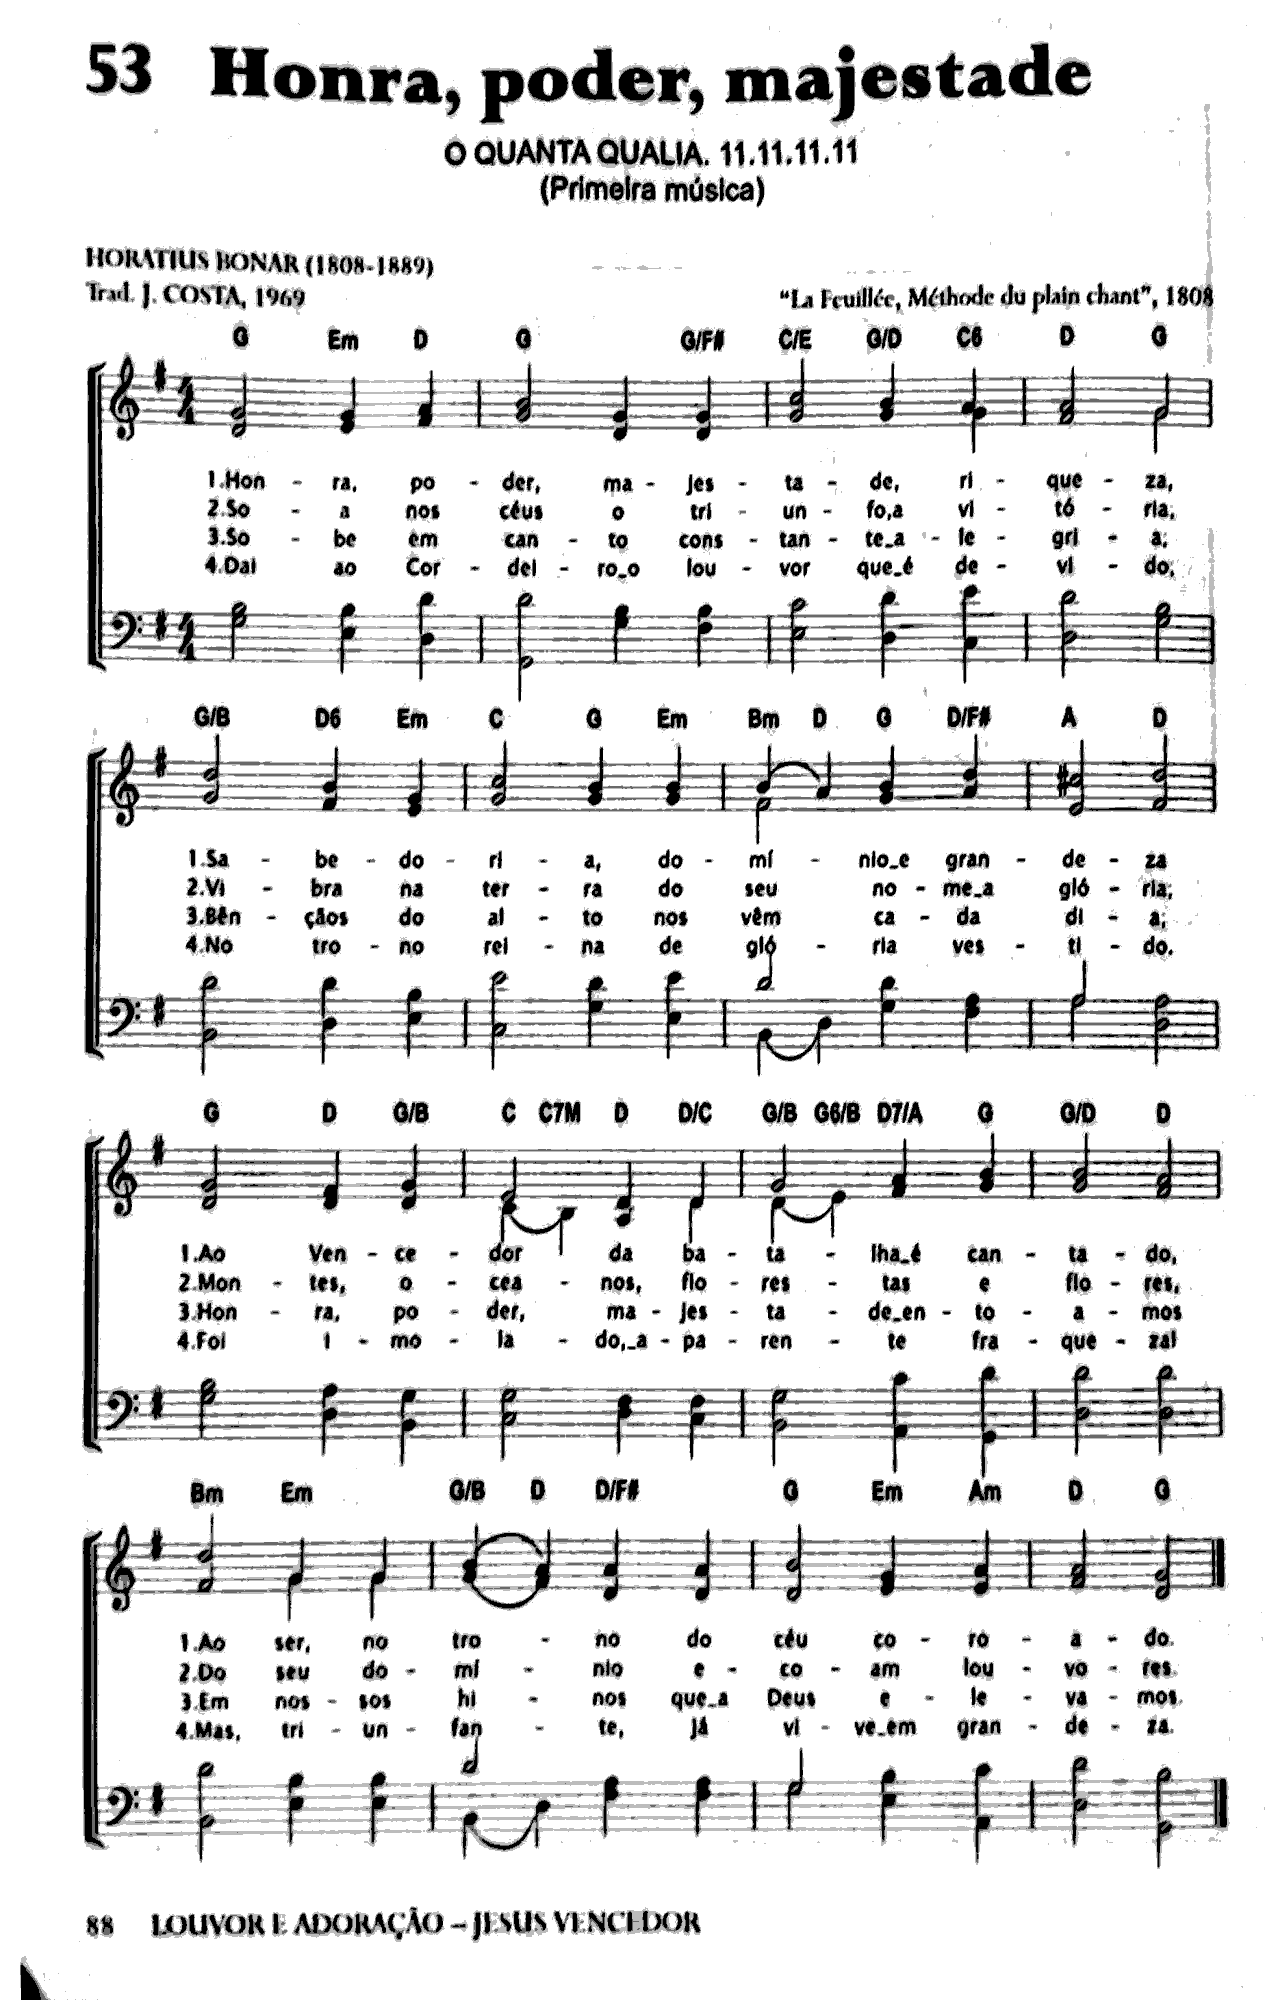 53 Honra, poder, majestade
O QUANTA QUALIA. 11.11.11.11
(Primeira música)
HORATIUS BONAR (1808-1889)
Trad. J. COSTA, 1969
"La Feuillée, Méthode du plain chant", 1808
G Em D G G/F# C/E G/D C6 D G
1.Hon - ra, po - der, ma - jes - ta - de, ri - que - za,
2.So - a nos céus o tri - un - fo,a vi - tó - ria;
3.So - be em can - to cons - tan - te_a - le - gri - a;
4.Dai ao Cor - dei - ro_o lou - vor que_é de - vi - do;
G/B D6 Em C G Em Bm D G D/F# A D
1.Sa - be - do - ri - a, do - mí - nio_e gran - de - za
2.Vi - bra na ter - ra do seu no - me_a gló - ria;
3.Bên - çãos do al - to nos vêm ca - da di - a;
4.No tro - no rei - na de gló - ria ves - ti - do.
G D G/B C C7M D D/C G/B G6/B D7/A G G/D D
1.Ao Ven - ce - dor da ba - ta - lha_é can - ta - do,
2.Mon - tes, o - cea - nos, flo - res - tas e flo - res,
3.Hon - ra, po - der, ma - jes - ta - de_en - to - a - mos
4.Foi i - mo - la - do,_a - pa - ren - te fra - que - za!
Bm Em G/B D D/F# G Em Am D G
1.Ao ser, no tro - no do céu co - ro - a - do.
2.Do seu do - mí - nio e - co - am lou - vo - res.
3.Em nos - sos hi - nos que_a Deus e - le - va - mos.
4.Mas, tri - un - fan - te, já vi - ve_em gran - de - za.
88 LOUVOR E ADORAÇÃO – JESUS VENCEDOR